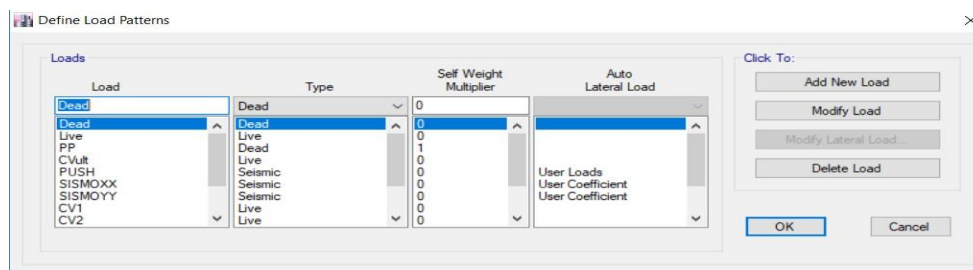 Define Load Patterns
Loads
Click To:
Load
Type
Self Weight Multiplier
Auto Lateral Load
Dead Dead 0
Dead Dead 0
Live Live 0
PP Dead 1
CVult Live 0
PUSH Seismic 0 User Loads
SISMOXX Seismic 0 User Coefficient
SISMOYY Seismic 0 User Coefficient
CV1 Live 0
CV2 Live 0
Add New Load
Modify Load
Modify Lateral Load...
Delete Load
OK
Cancel